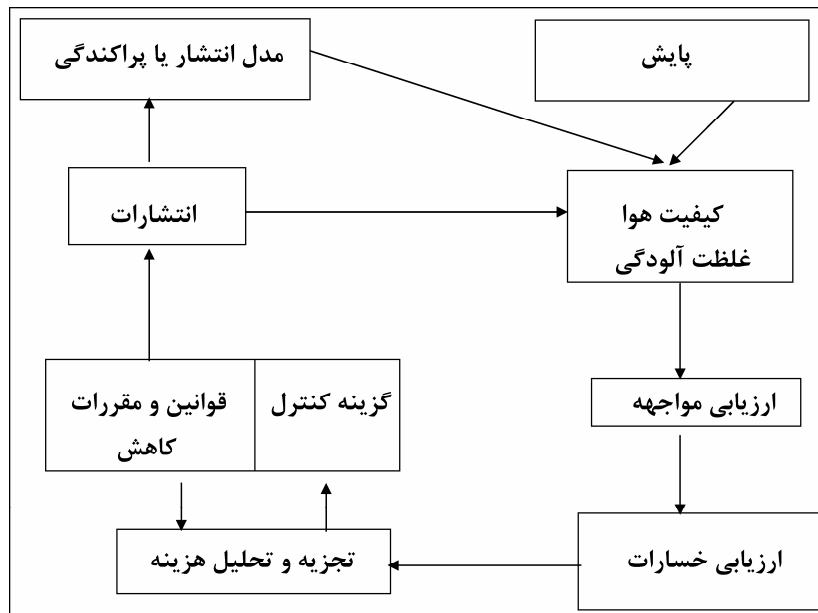 مدل انتشار یا پراکندگی
پایش
انتشارات
کیفیت هوا
غلظت آلودگی
قوانین و مقررات
کاهش
گزینه کنترل
ارزیابی مواجهه
تجزیه و تحلیل هزینه
ارزیابی خسارات